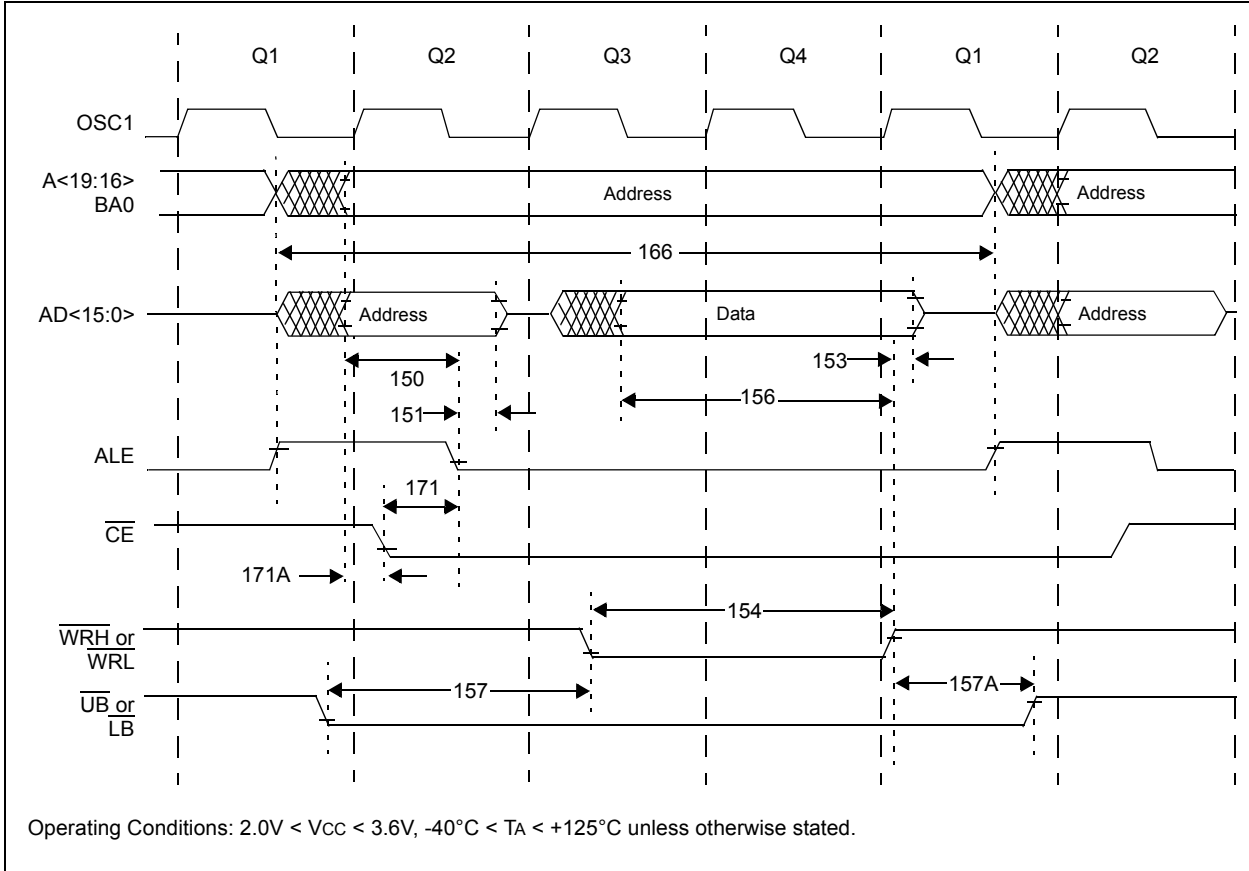 Q1 Q2 Q3 Q4 Q1 Q2
OSC1
A<19:16>
BA0
Address Address
166
AD<15:0>
Address Data Address
153
150
156
151
ALE
171
CE
171A
154
WRH or
WRL
157 157A
UB or
LB
Operating Conditions: 2.0V < VCC < 3.6V, -40°C < TA < +125°C unless otherwise stated.